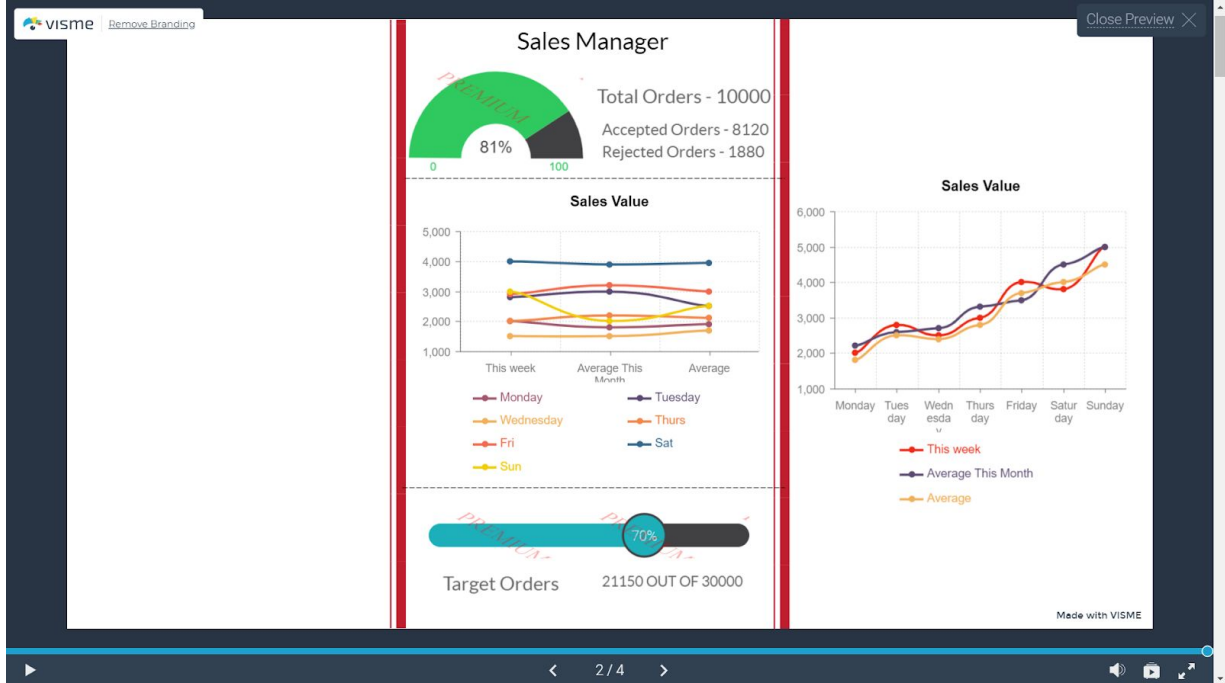 VISME Remove Branding
Close Preview
Sales Manager
PREMIUM
81%
0 100
Total Orders - 10000
Accepted Orders - 8120
Rejected Orders - 1880
Sales Value
5,000
4,000
3,000
2,000
1,000
This week Average This Average
Month
Monday Tuesday
Wednesday Thurs
Fri Sat
Sun
PREMIUM PREMIUM
70%
Target Orders 21150 OUT OF 30000
Sales Value
6,000
5,000
4,000
3,000
2,000
1,000
Monday Tues Wedn Thurs Friday Satur Sunday
day esda day day
y
This week
Average This Month
Average
Made with VISME
2 / 4